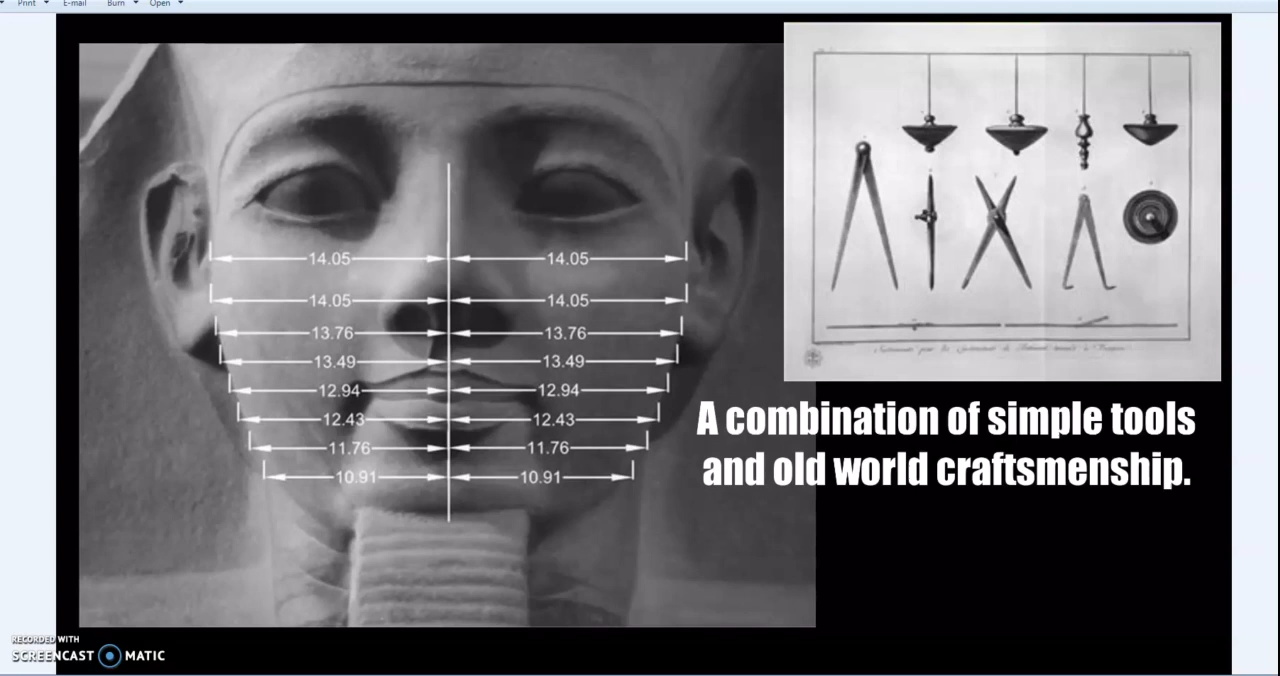 Print E-mail Burn Open
14.05 14.05
14.05 14.05
13.76 13.76
13.49 13.49
12.94 12.94
12.43 12.43
11.76 11.76
10.91 10.91
A combination of simple tools
and old world craftsmenship.
RECORDED WITH
SCREENCAST MATIC